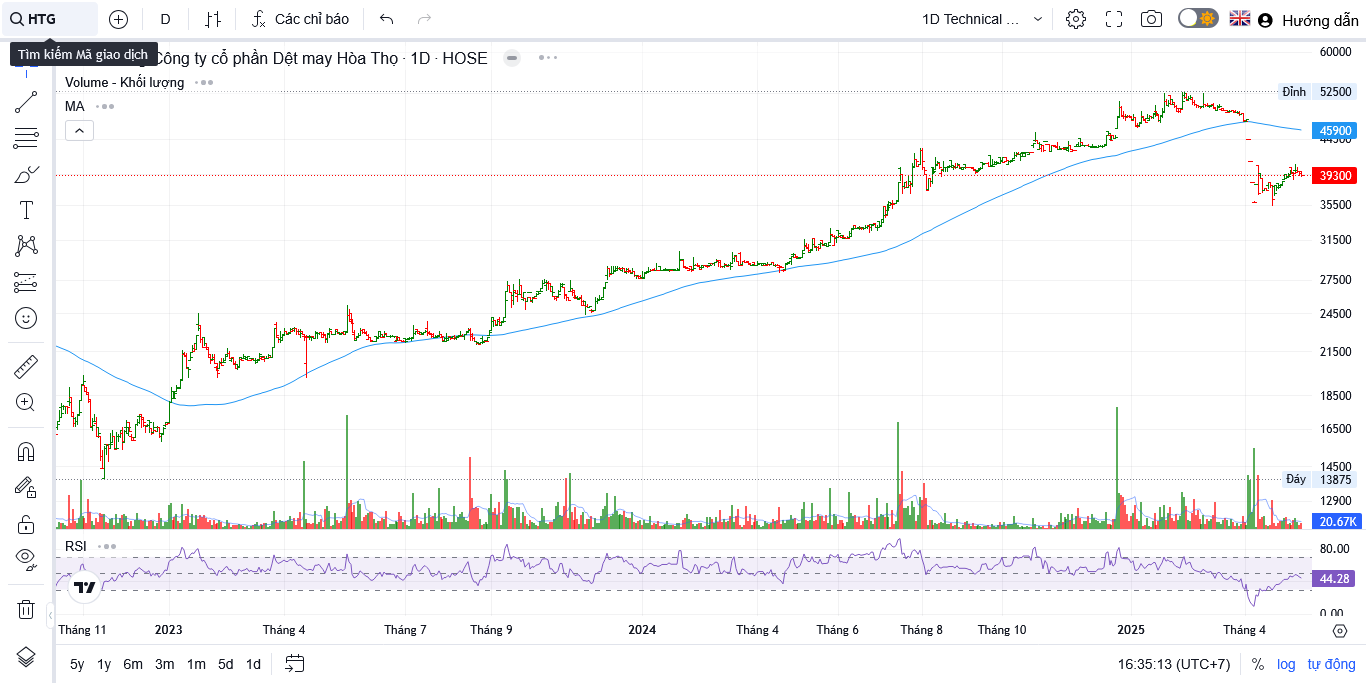 HTG
D
Các chỉ báo
1D Technical ...
Hướng dẫn
Tìm kiếm Mã giao dịch
Công ty cổ phần Dệt may Hòa Thọ · 1D · HOSE
Volume - Khối lượng
MA
60000
Đỉnh 52500
45900
39300
35500
31500
27500
24500
21500
18500
16500
14500
Đáy 13875
12900
20.67K
RSI
80.00
44.28
0.00
Tháng 11 2023 Tháng 4 Tháng 7 Tháng 9 2024 Tháng 4 Tháng 6 Tháng 8 Tháng 10 2025 Tháng 4
5y 1y 6m 3m 1m 5d 1d
16:35:13 (UTC+7) % log tự động